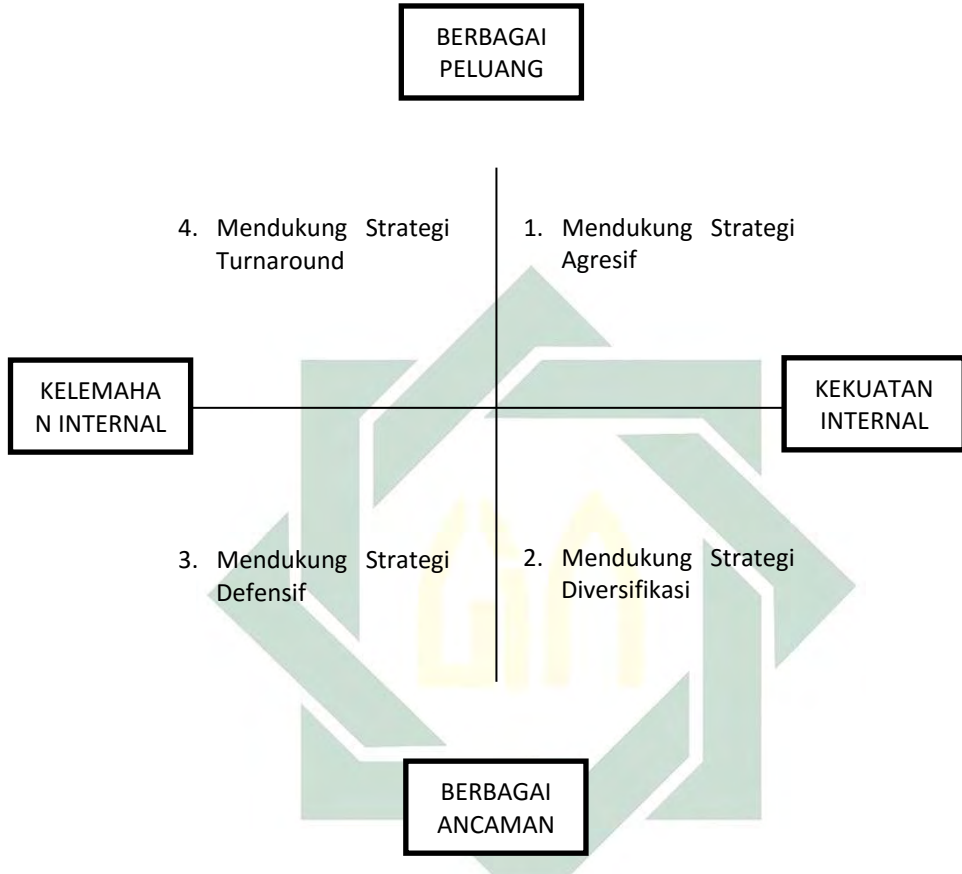 BERBAGAI
PELUANG
4. Mendukung Strategi
Turnaround
1. Mendukung Strategi
Agresif
KELEMAHA
N INTERNAL
KEKUATAN
INTERNAL
3. Mendukung Strategi
Defensif
2. Mendukung Strategi
Diversifikasi
BERBAGAI
ANCAMAN